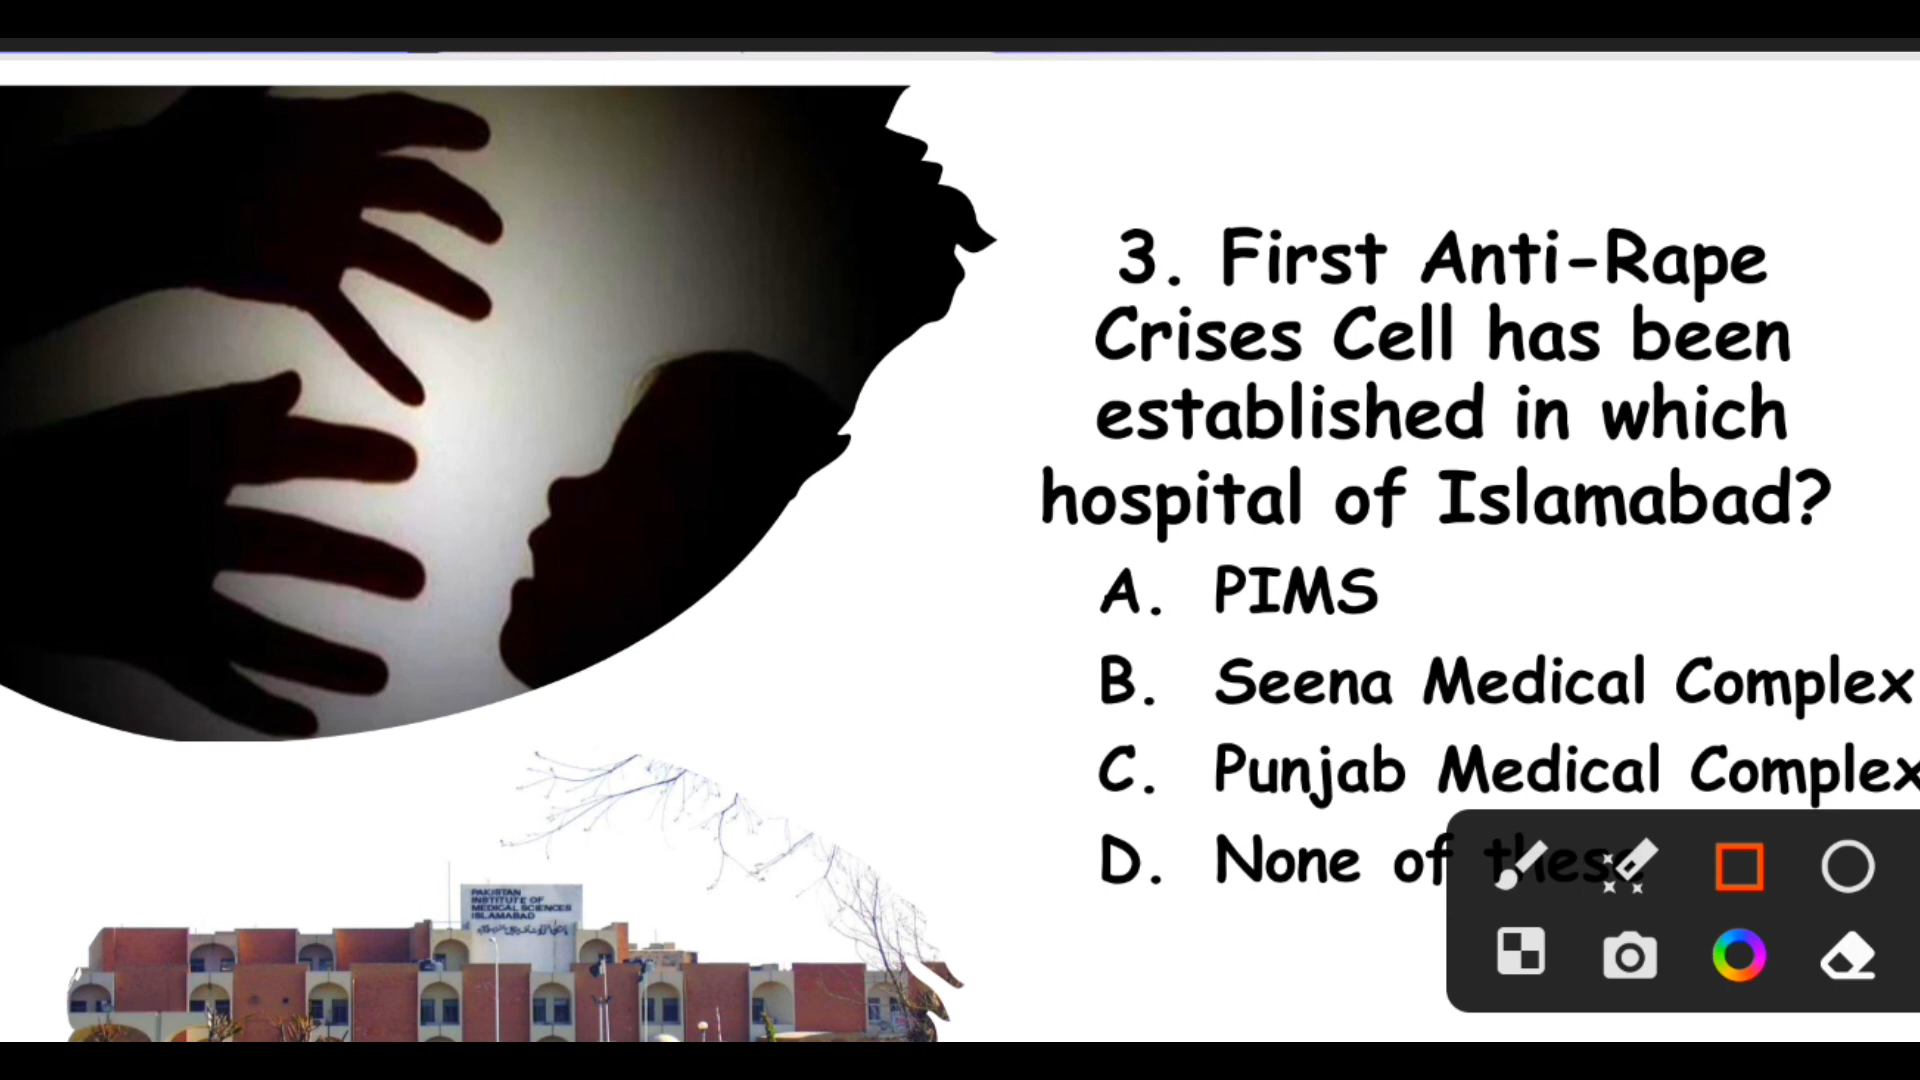 3. First Anti-Rape
Crises Cell has been
established in which
hospital of Islamabad?
A. PIMS
B. Seena Medical Complex
C. Punjab Medical Complex
D. None of these
PAKISTAN
INSTITUTE OF
MEDICAL SCIENCES
ISLAMABAD